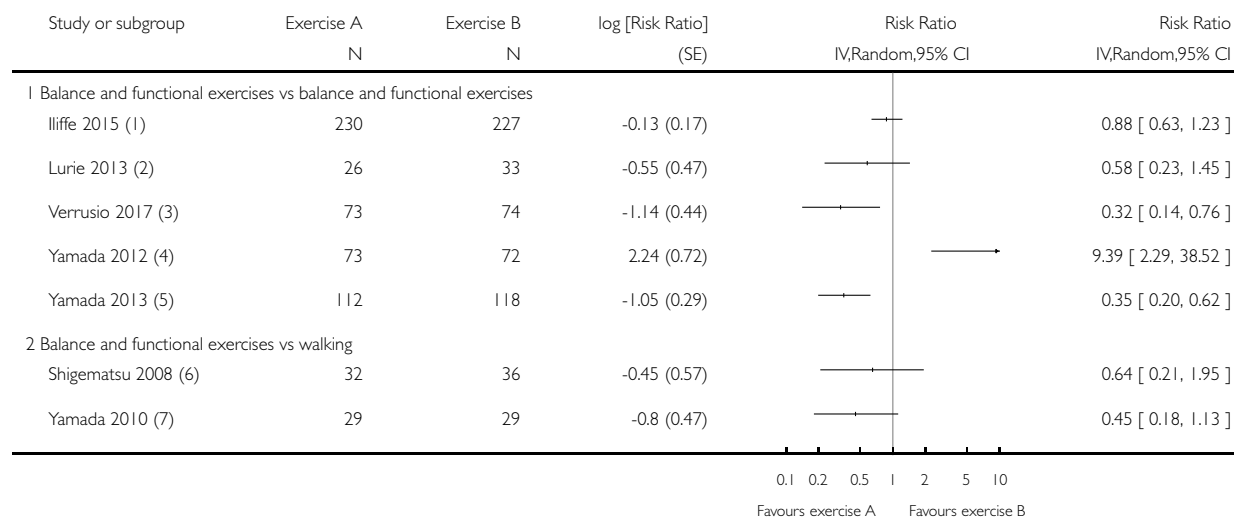 Study or subgroup Exercise A Exercise B log [Risk Ratio] Risk Ratio Risk Ratio
N N (SE) IV,Random,95% CI IV,Random,95% CI
1 Balance and functional exercises vs balance and functional exercises
Iliffe 2015 (1) 230 227 -0.13 (0.17) 0.88 [ 0.63, 1.23 ]
Lurie 2013 (2) 26 33 -0.55 (0.47) 0.58 [ 0.23, 1.45 ]
Verrusio 2017 (3) 73 74 -1.14 (0.44) 0.32 [ 0.14, 0.76 ]
Yamada 2012 (4) 73 72 2.24 (0.72) 9.39 [ 2.29, 38.52 ]
Yamada 2013 (5) 112 118 -1.05 (0.29) 0.35 [ 0.20, 0.62 ]
2 Balance and functional exercises vs walking
Shigematsu 2008 (6) 32 36 -0.45 (0.57) 0.64 [ 0.21, 1.95 ]
Yamada 2010 (7) 29 29 -0.8 (0.47) 0.45 [ 0.18, 1.13 ]
0.1 0.2 0.5 1 2 5 10
Favours exercise A Favours exercise B